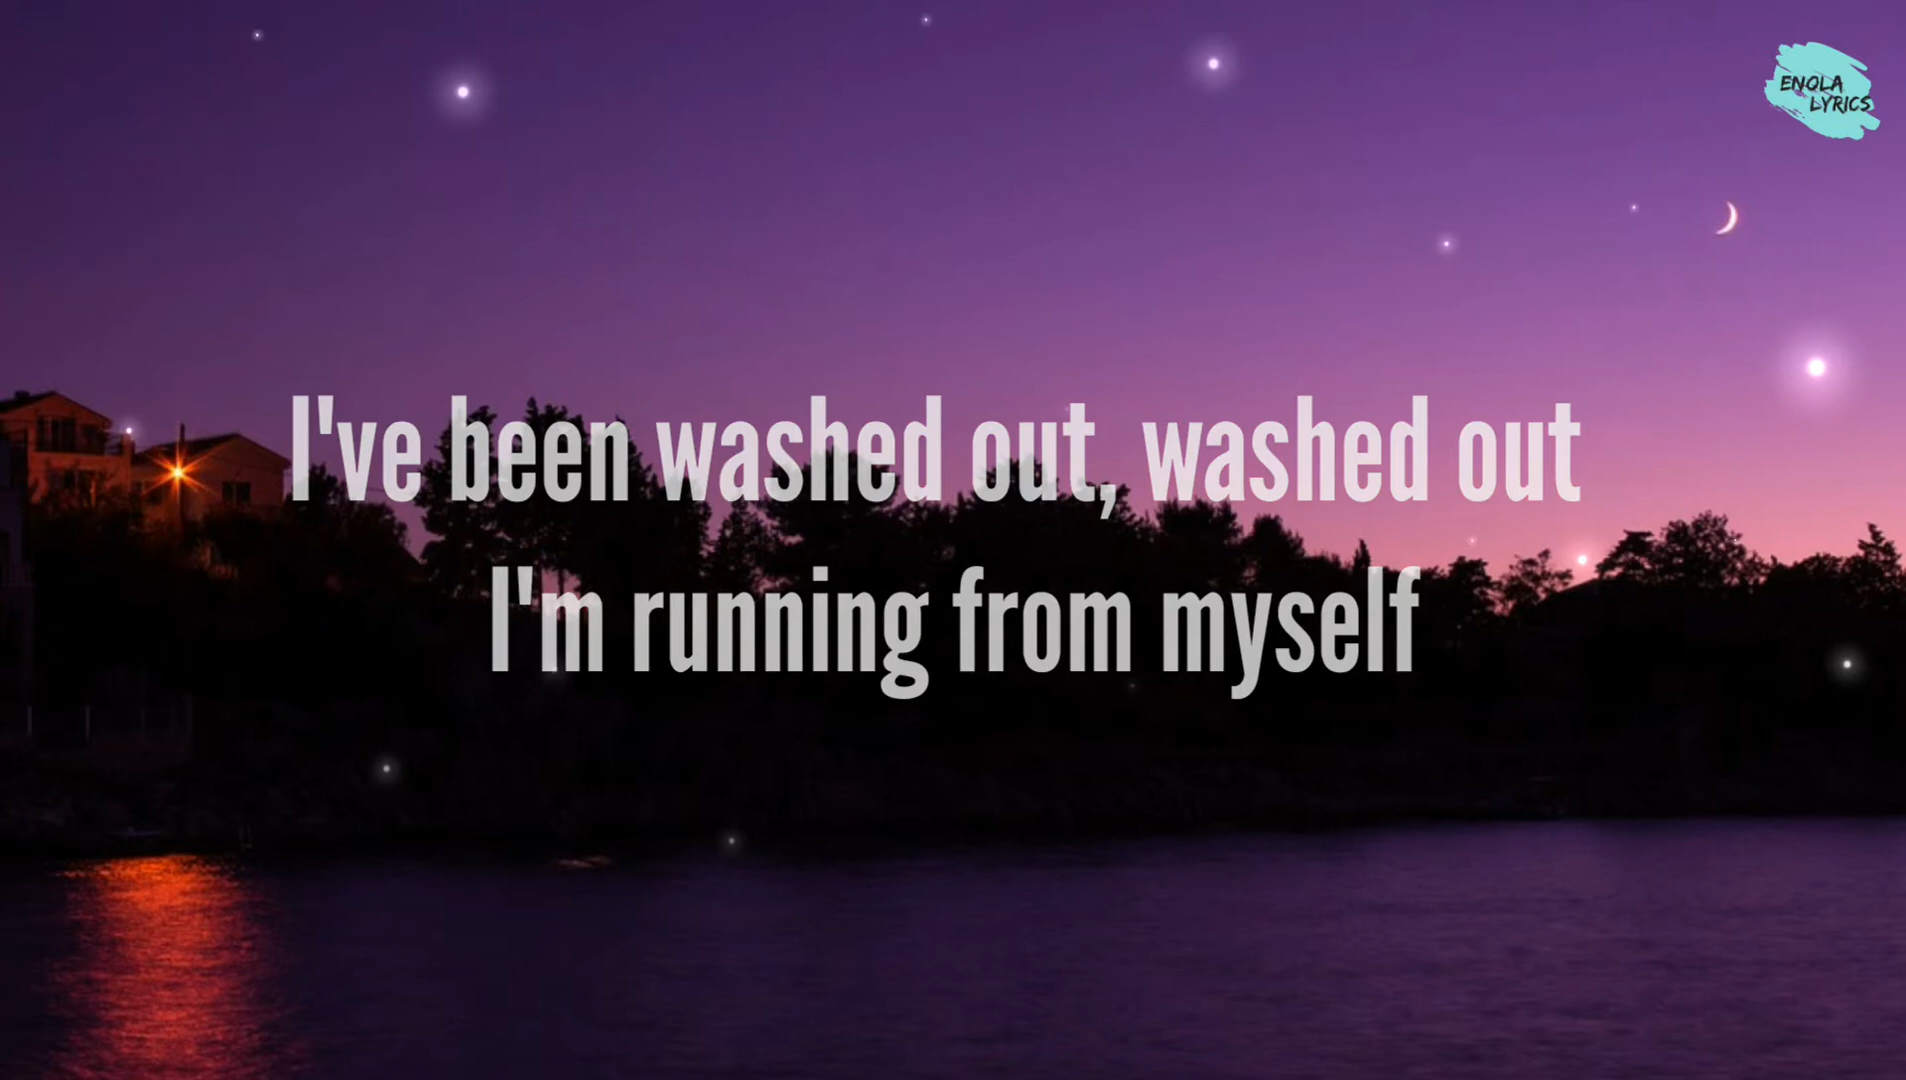 ENOLA
LYRICS
I've been washed out, washed out
I'm running from myself